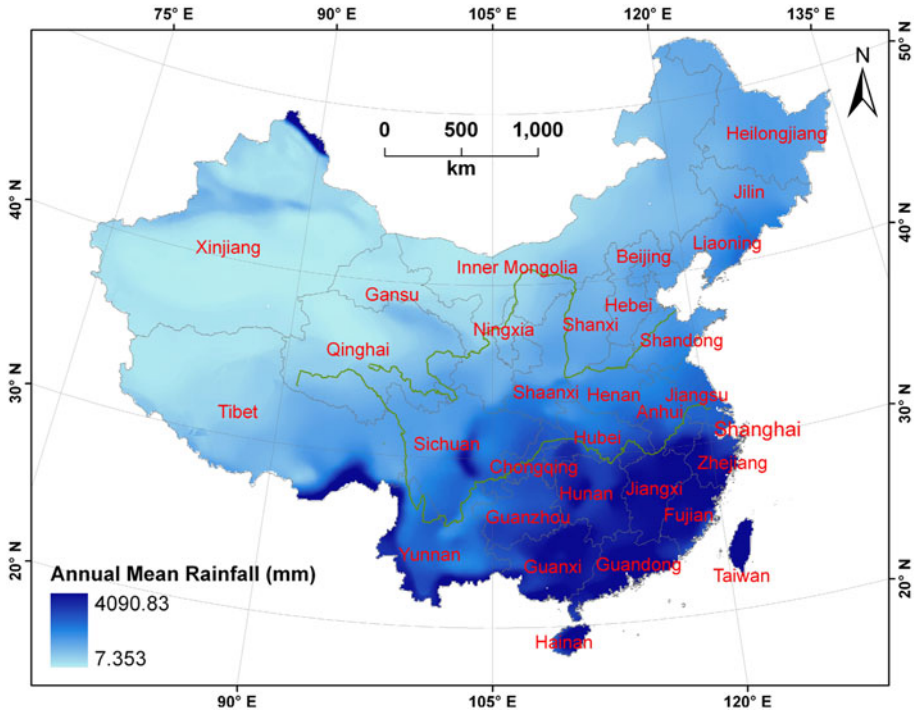 75° E
90° E
105° E
120° E
135° E
50° N
N
0 500 1,000
km
Heilongjiang
Jilin
40° N
40° N
Liaoning
Xinjiang
Beijing
Inner Mongolia
Gansu
Hebei
Ningxia
Shanxi
Shandong
Qinghai
30° N
30° N
Shaanxi
Henan
Jiangsu
Tibet
Anhui
Shanghai
Sichuan
Hubei
Chongqing
Zhejiang
Hunan
Jiangxi
Guanzhou
Fujian
20° N
20° N
Yunnan
Guanxi
Guandong
Taiwan
Annual Mean Rainfall (mm)
4090.83
7.353
Hainan
90° E
105° E
120° E